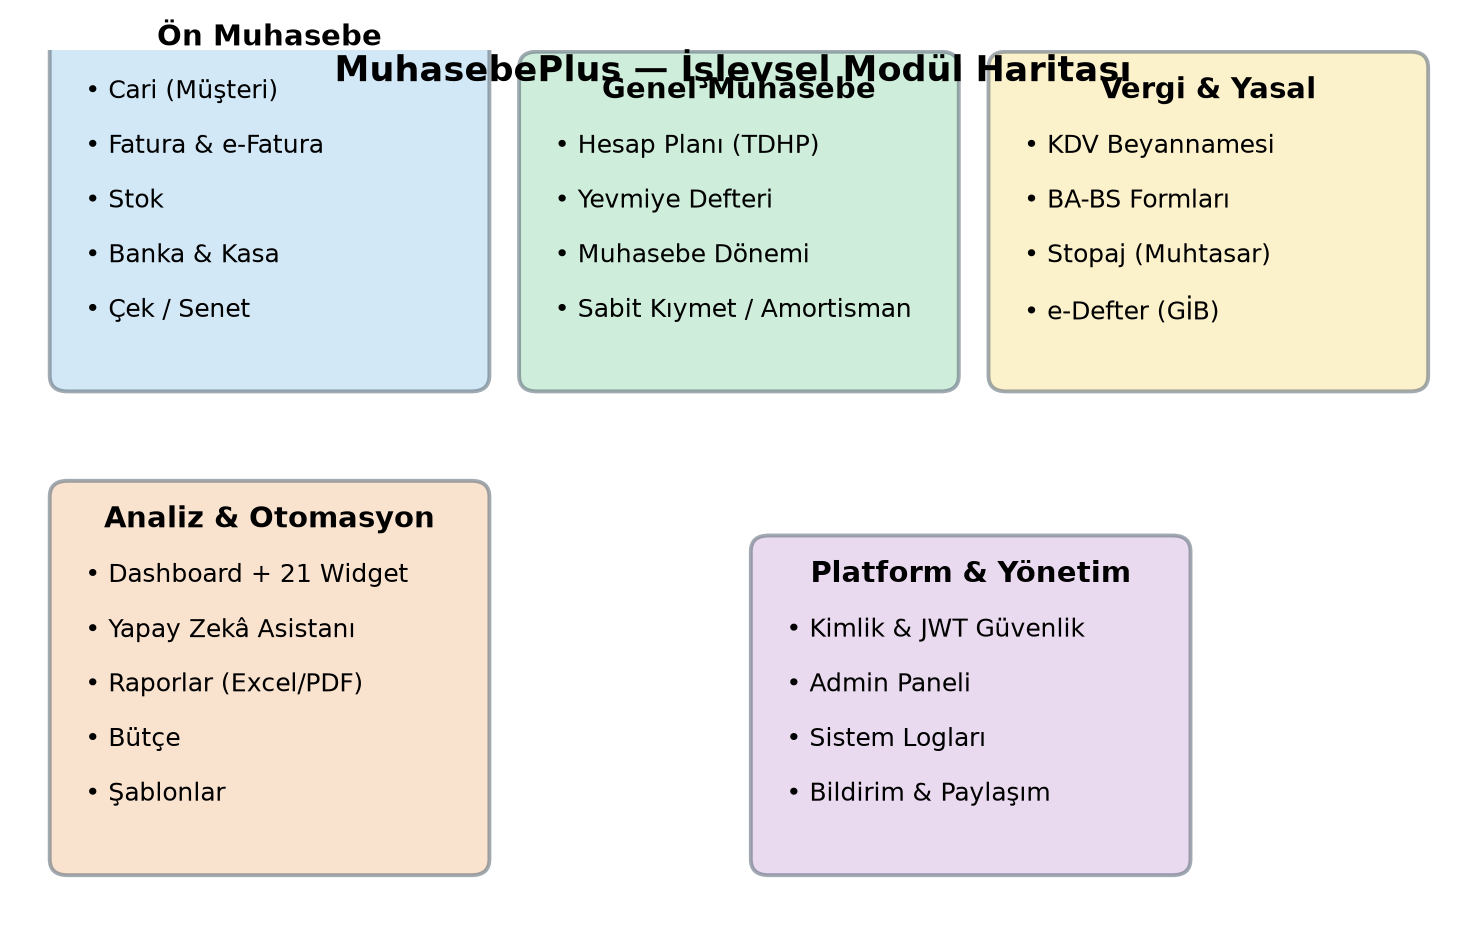 MuhasebePlus — İşlevsel Modül Haritası
Ön Muhasebe
• Cari (Müşteri)
• Fatura & e-Fatura
• Stok
• Banka & Kasa
• Çek / Senet
Genel Muhasebe
• Hesap Planı (TDHP)
• Yevmiye Defteri
• Muhasebe Dönemi
• Sabit Kıymet / Amortisman
Vergi & Yasal
• KDV Beyannamesi
• BA-BS Formları
• Stopaj (Muhtasar)
• e-Defter (GİB)
Analiz & Otomasyon
• Dashboard + 21 Widget
• Yapay Zekâ Asistanı
• Raporlar (Excel/PDF)
• Bütçe
• Şablonlar
Platform & Yönetim
• Kimlik & JWT Güvenlik
• Admin Paneli
• Sistem Logları
• Bildirim & Paylaşım